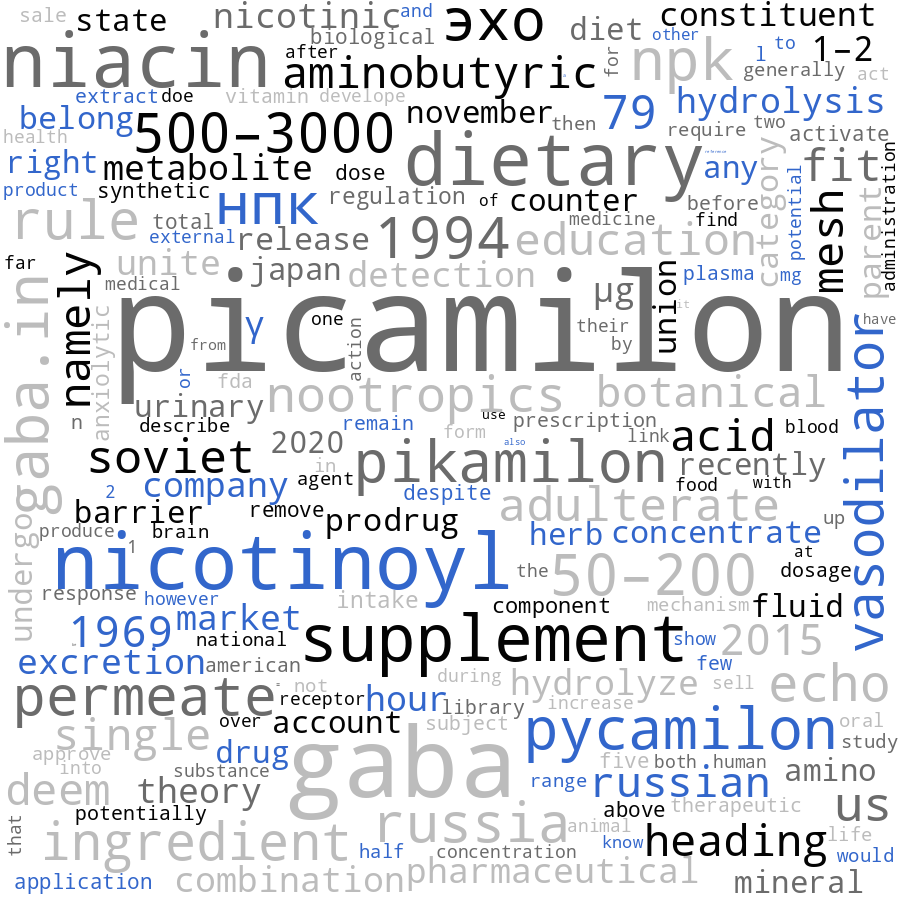 sale
state
nicotinic
and
эхо
diet
constituent
biological
other
niacin
after
aminobutyric
for
npk
to
l
1–2
generally
act
extract
doe
vitamin
develope
november
79
hydrolysis
belong
500–3000
then
require
two
activate
health
dietary
right
metabolite
dose
any
category
fit
product
synthetic
нпк
regulation
of
counter
before
potential
mesh
parent
administration
rule
total
medicine
find
external
release
1994
education
far
unite
japan
detection
plasma
mg
medical
namely
picamilon
µg
union
it
gaba.in
anxiolytic
γ
one
action
their
by
have
from
vasodilator
or
fda
nootropics
botanical
urinary
n
describe
remain
use
prescription
form
also
link
acid
blood
soviet
2020
in
pikamilon
recently
agent
food
with
2
company
despite
adulterate
undergo
barrier
remove
prodrug
up
produce
brain
herb
concentrate
1
at
nicotinoyl
the
50–200
dosage
response
however
intake
component
mechanism
fluid
1969
market
national
supplement
show
2015
excretion
american
few
during
not
permeate
receptor
hour
library
hydrolyze
sell
echo
increase
over
account
subject
single
pycamilon
oral
approve
drug
gaba
study
into
substance
five
both
human
deem
theory
range
russian
amino
potentially
above
therapeutic
us
that
ingredient
russia
animal
know
heading
life
half
concentration
would
application
combination
pharmaceutical
mineral